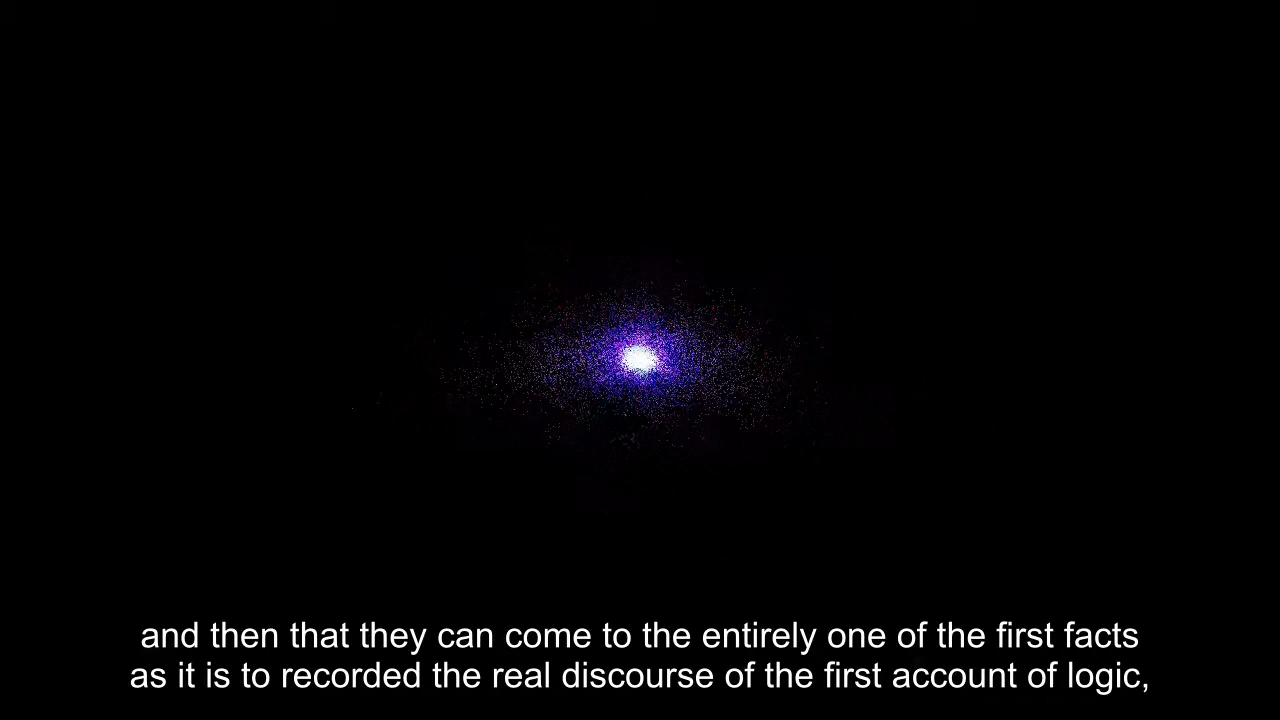 and then that they can come to the entirely one of the first facts
as it is to recorded the real discourse of the first account of logic,